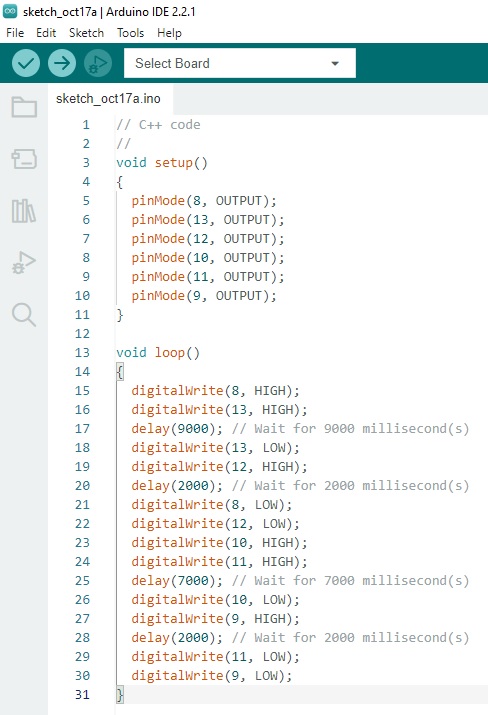 sketch_oct17a | Arduino IDE 2.2.1
File Edit Sketch Tools Help
Select Board
sketch_oct17a.ino
1 // C++ code
2 //
3 void setup()
4 {
5   pinMode(8, OUTPUT);
6   pinMode(13, OUTPUT);
7   pinMode(12, OUTPUT);
8   pinMode(10, OUTPUT);
9   pinMode(11, OUTPUT);
10   pinMode(9, OUTPUT);
11 }
12
13 void loop()
14 {
15   digitalWrite(8, HIGH);
16   digitalWrite(13, HIGH);
17   delay(9000); // Wait for 9000 millisecond(s)
18   digitalWrite(13, LOW);
19   digitalWrite(12, HIGH);
20   delay(2000); // Wait for 2000 millisecond(s)
21   digitalWrite(8, LOW);
22   digitalWrite(12, LOW);
23   digitalWrite(10, HIGH);
24   digitalWrite(11, HIGH);
25   delay(7000); // Wait for 7000 millisecond(s)
26   digitalWrite(10, LOW);
27   digitalWrite(9, HIGH);
28   delay(2000); // Wait for 2000 millisecond(s)
29   digitalWrite(11, LOW);
30   digitalWrite(9, LOW);
31 }